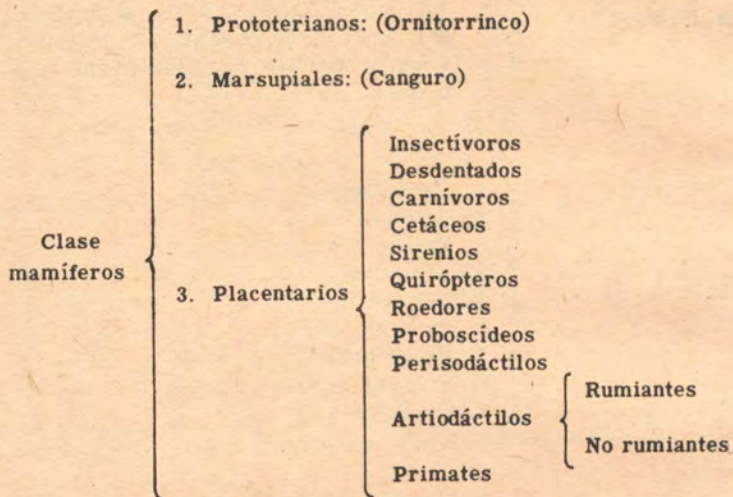 1. Prototerianos: (Ornitorrinco)
2. Marsupiales: (Canguro)
Clase
mamíferos
3. Placentarios
Insectívoros
Desdentados
Carnívoros
Cetáceos
Sirenios
Quirópteros
Roedores
Proboscídeos
Perisodáctilos
Artiodáctilos
Rumiantes
No rumiantes
Primates